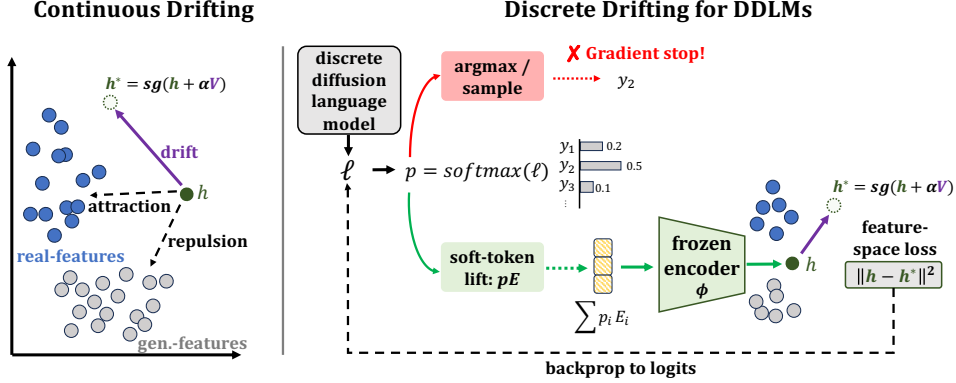 Continuous Drifting
h* = sg(h + αV)
drift
h
attraction
repulsion
real-features
gen.-features
Discrete Drifting for DDLMs
discrete
diffusion
language
model
argmax /
sample
✗ Gradient stop!
y₂
ℓ
p = softmax(ℓ)
y₁ 0.2
y₂ 0.5
y₃ 0.1
⋮
soft-token
lift: pE
∑ pᵢ Eᵢ
frozen
encoder
ϕ
h* = sg(h + αV)
h
feature-
space loss
‖h − h*‖²
backprop to logits